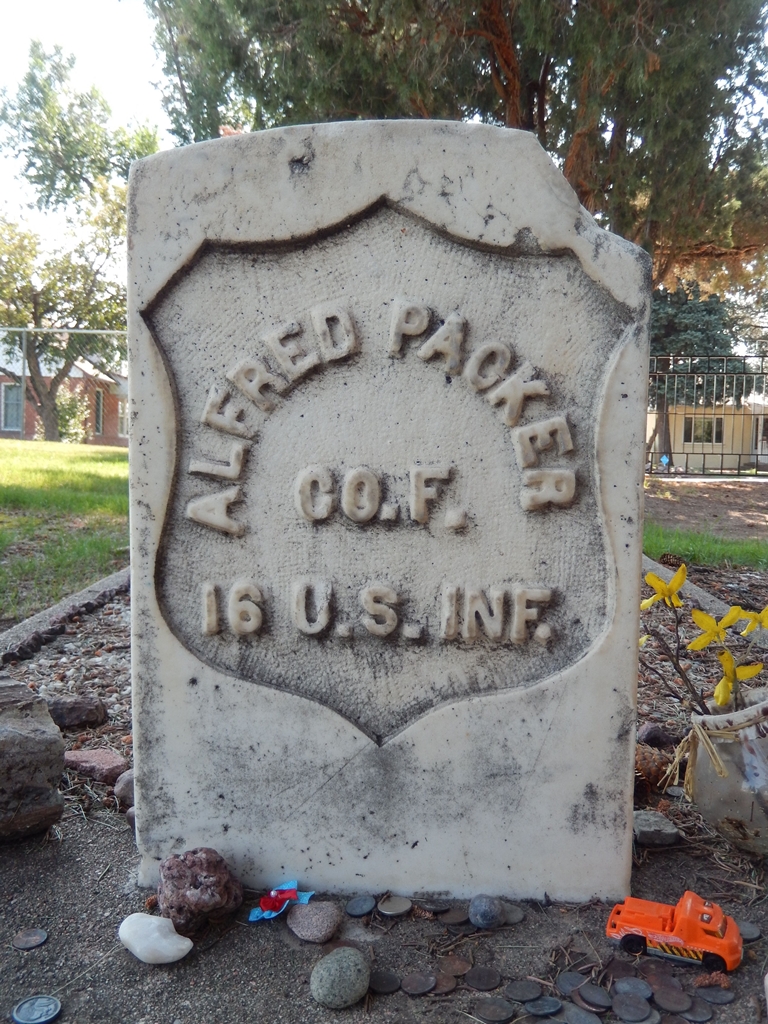 ALFRED PACKER
CO. F.
16 U.S. INF.